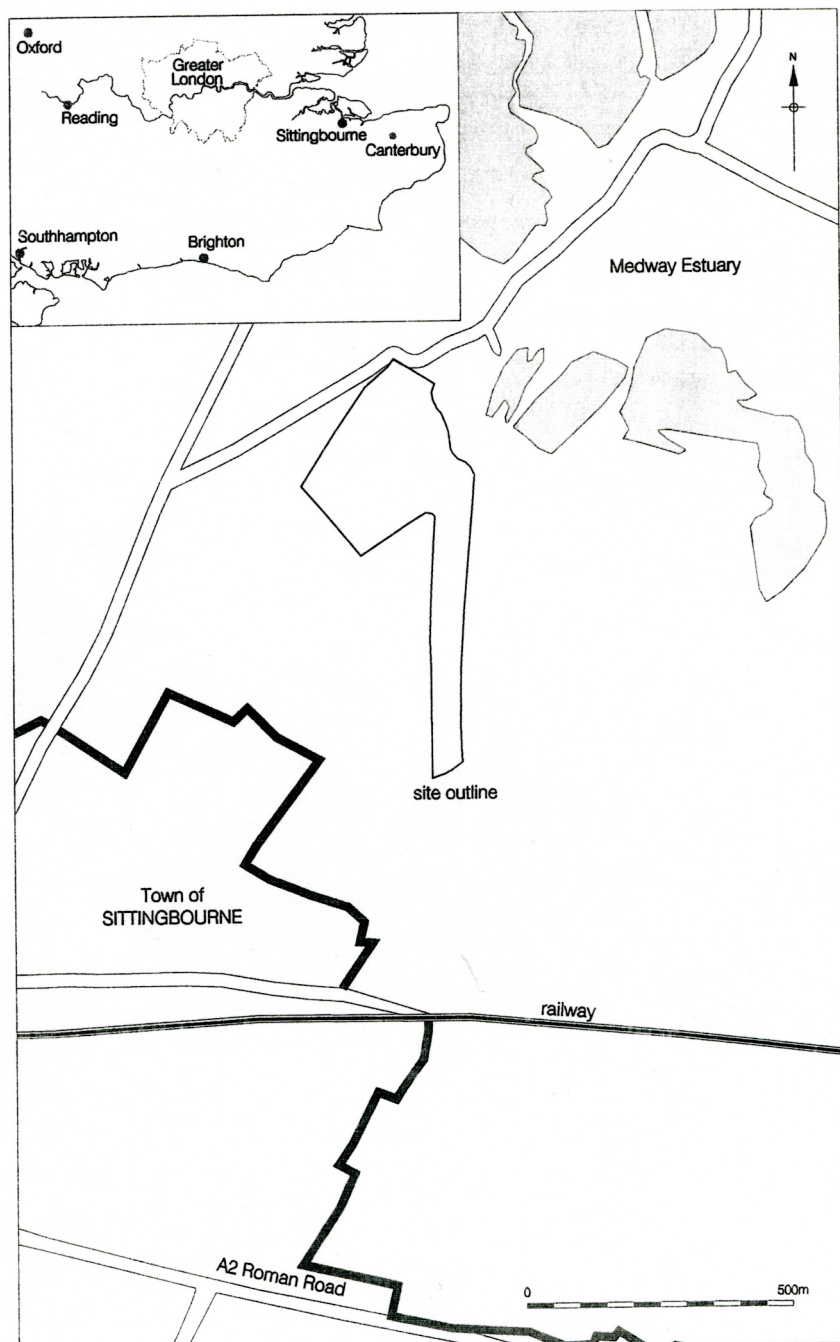 Oxford
Greater
London
Reading
Sittingbourne
Canterbury
Southhampton
Brighton
N
Medway Estuary
site outline
Town of
SITTINGBOURNE
railway
A2 Roman Road
0
500m